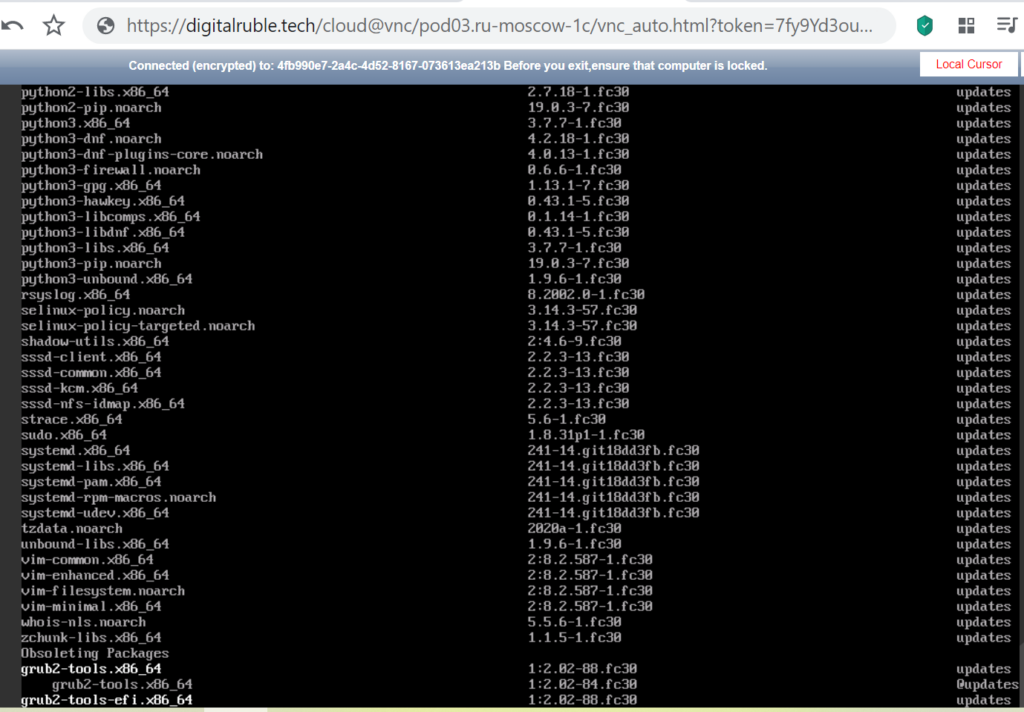 https://digitalruble.tech/cloud@vnc/pod03.ru-moscow-1c/vnc_auto.html?token=7fy9Yd3ou...
Connected (encrypted) to: 4fb990e7-2a4c-4d52-8167-073613ea213b Before you exit,ensure that computer is locked.
Local Cursor
python2-libs.x86_64 2.7.18-1.fc30 updates
python2-pip.noarch 19.0.3-7.fc30 updates
python3.x86_64 3.7.7-1.fc30 updates
python3-dnf.noarch 4.2.18-1.fc30 updates
python3-dnf-plugins-core.noarch 4.0.13-1.fc30 updates
python3-firewall.noarch 0.6.6-1.fc30 updates
python3-gpg.x86_64 1.13.1-7.fc30 updates
python3-hawkey.x86_64 0.43.1-5.fc30 updates
python3-libcomps.x86_64 0.1.14-1.fc30 updates
python3-libdnf.x86_64 0.43.1-5.fc30 updates
python3-libs.x86_64 3.7.7-1.fc30 updates
python3-pip.noarch 19.0.3-7.fc30 updates
python3-unbound.x86_64 1.9.6-1.fc30 updates
rsyslog.x86_64 8.2002.0-1.fc30 updates
selinux-policy.noarch 3.14.3-57.fc30 updates
selinux-policy-targeted.noarch 3.14.3-57.fc30 updates
shadow-utils.x86_64 2:4.6-9.fc30 updates
sssd-client.x86_64 2.2.3-13.fc30 updates
sssd-common.x86_64 2.2.3-13.fc30 updates
sssd-kcm.x86_64 2.2.3-13.fc30 updates
sssd-nfs-idmap.x86_64 2.2.3-13.fc30 updates
strace.x86_64 5.6-1.fc30 updates
sudo.x86_64 1.8.31p1-1.fc30 updates
systemd.x86_64 241-14.git18dd3fb.fc30 updates
systemd-libs.x86_64 241-14.git18dd3fb.fc30 updates
systemd-pam.x86_64 241-14.git18dd3fb.fc30 updates
systemd-rpm-macros.noarch 241-14.git18dd3fb.fc30 updates
systemd-udev.x86_64 241-14.git18dd3fb.fc30 updates
tzdata.noarch 2020a-1.fc30 updates
unbound-libs.x86_64 1.9.6-1.fc30 updates
vim-common.x86_64 2:8.2.587-1.fc30 updates
vim-enhanced.x86_64 2:8.2.587-1.fc30 updates
vim-filesystem.noarch 2:8.2.587-1.fc30 updates
vim-minimal.x86_64 2:8.2.587-1.fc30 updates
whois-nls.noarch 5.5.6-1.fc30 updates
zchunk-libs.x86_64 1.1.5-1.fc30 updates
Obsoleting Packages
grub2-tools.x86_64 1:2.02-88.fc30 updates
grub2-tools.x86_64 1:2.02-84.fc30 @updates
grub2-tools-efi.x86_64 1:2.02-88.fc30 updates